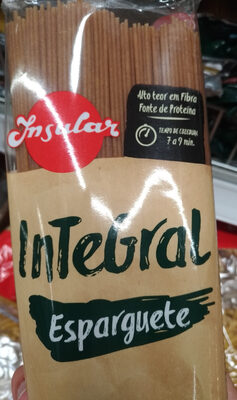 Alto teor em Fibra
Fonte de Proteína
TEMPO DE COZEDURA
7 a 9 min.
Insular
InTeGral
Esparguete